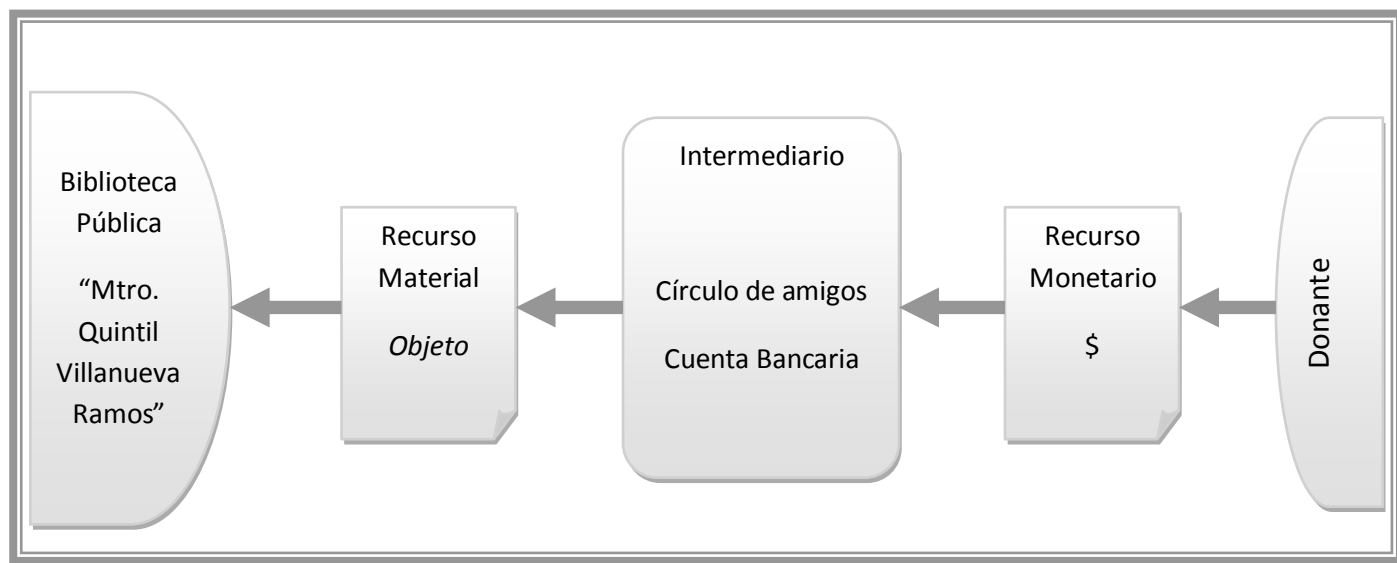 Biblioteca
Pública
“Mtro.
Quintil
Villanueva
Ramos”
Recurso
Material
Objeto
Intermediario
Círculo de amigos
Cuenta Bancaria
Recurso
Monetario
$
Donante